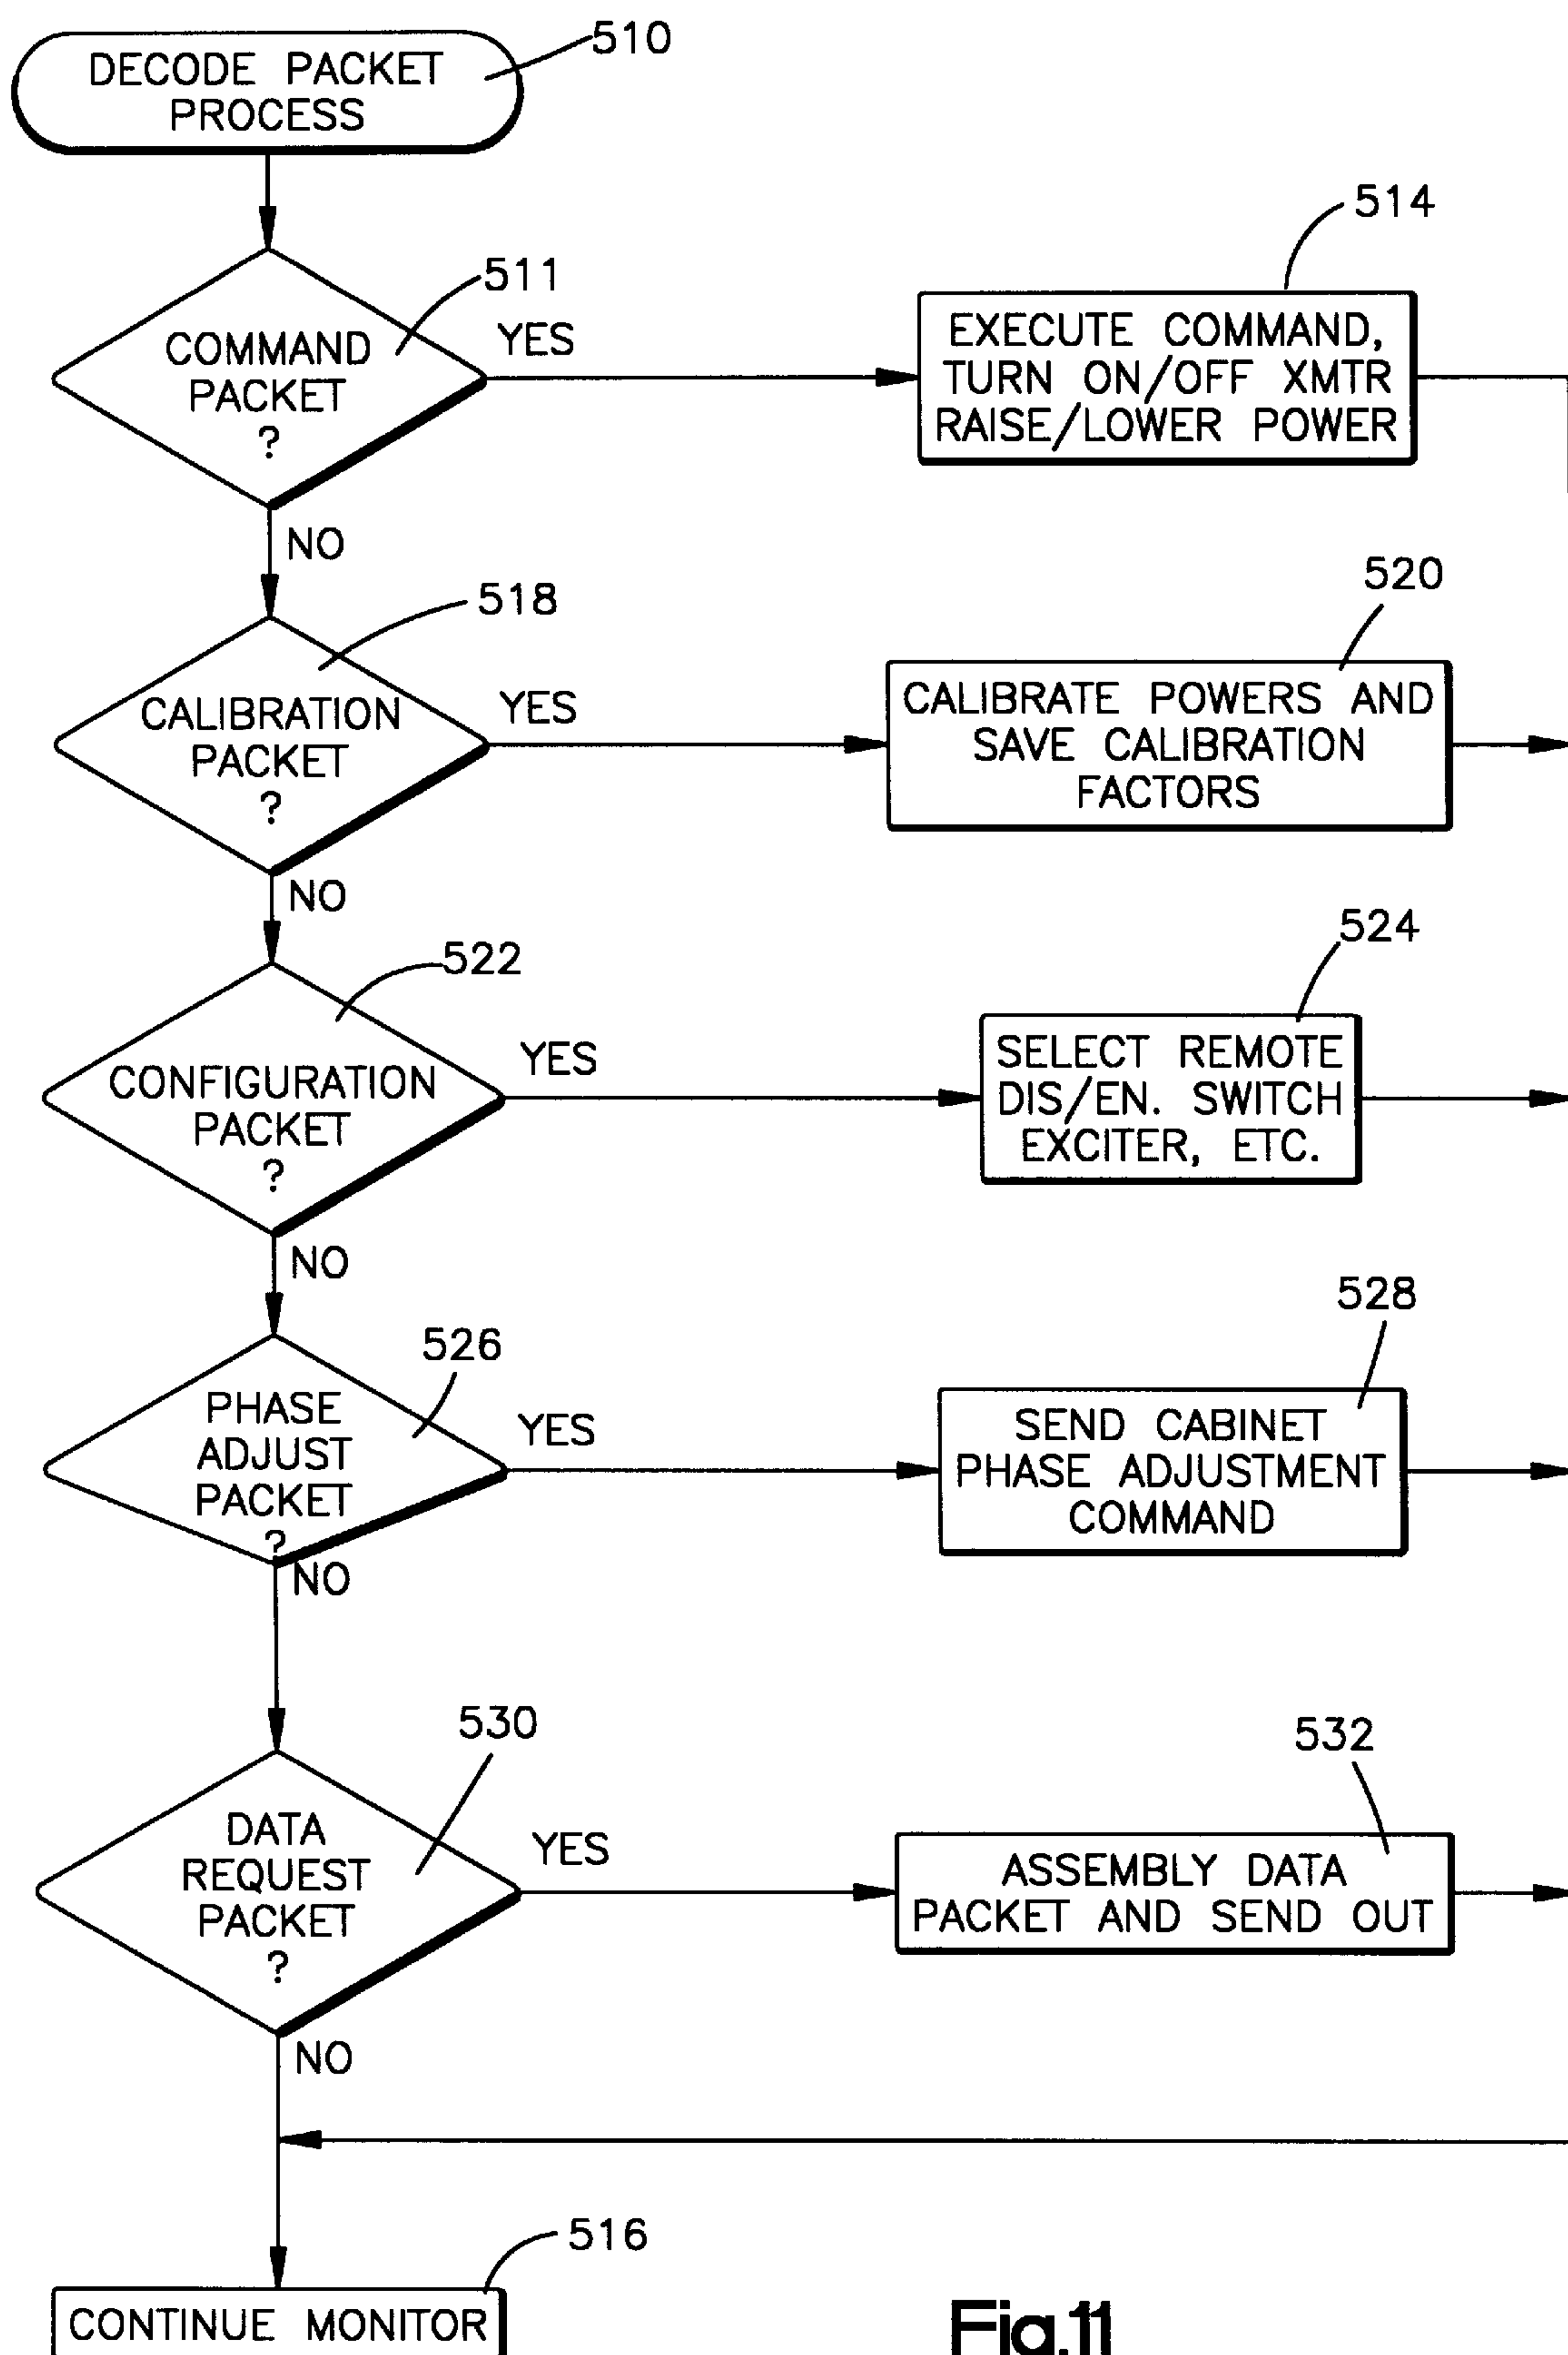 510
DECODE PACKET
PROCESS
511
COMMAND
PACKET
?
YES
514
EXECUTE COMMAND,
TURN ON/OFF XMTR
RAISE/LOWER POWER
NO
518
CALIBRATION
PACKET
?
YES
520
CALIBRATE POWERS AND
SAVE CALIBRATION
FACTORS
NO
522
CONFIGURATION
PACKET
?
YES
524
SELECT REMOTE
DIS/EN. SWITCH
EXCITER, ETC.
NO
526
PHASE
ADJUST
PACKET
?
YES
528
SEND CABINET
PHASE ADJUSTMENT
COMMAND
NO
530
DATA
REQUEST
PACKET
?
YES
532
ASSEMBLY DATA
PACKET AND SEND OUT
NO
516
CONTINUE MONITOR
Fig.11